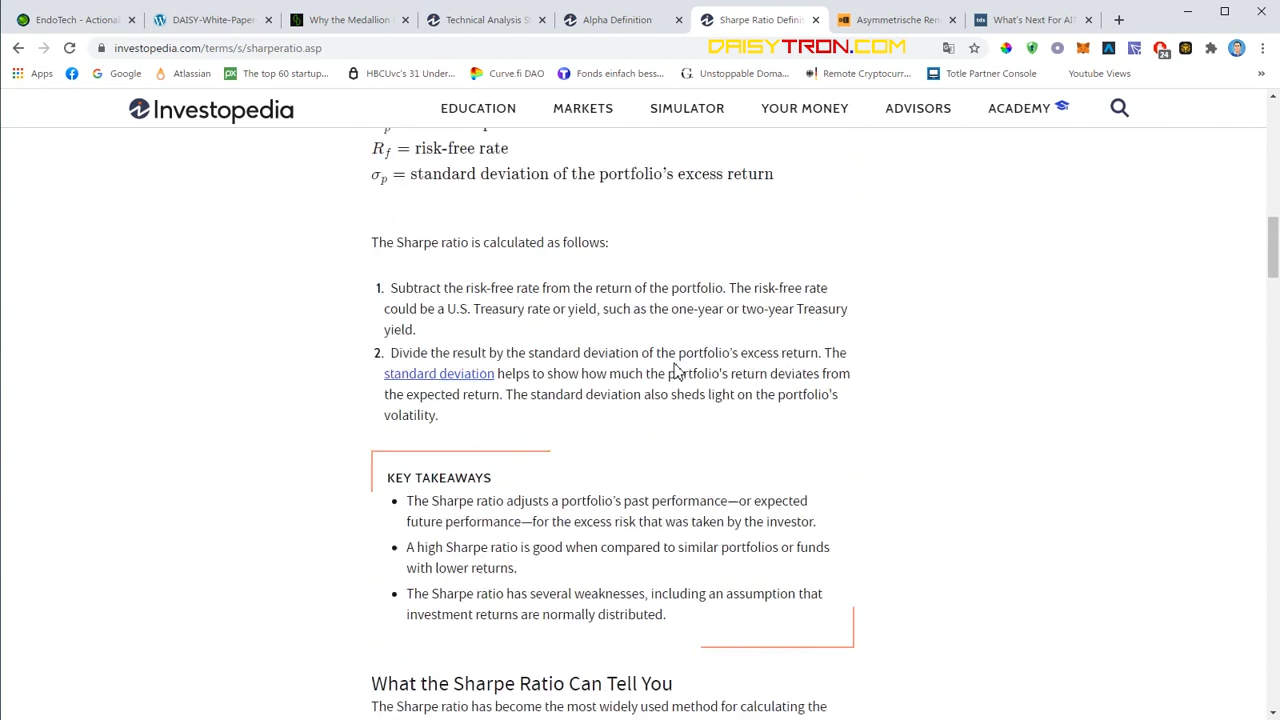 EndoTech - Actional
DAISY-White-Paper
Why the Medallion
Technical Analysis S
Alpha Definition
Sharpe Ratio Definit
Asymmetrische Ren
What's Next For AI
investopedia.com/terms/s/sharperatio.asp
DAISYTRON.COM
24
Apps
Google
Atlassian
The top 60 startup...
HBCUvc's 31 Under...
Curve.fi DAO
Fonds einfach bess...
Unstoppable Doma...
Remote Cryptocurr...
Totle Partner Console
Youtube Views
Investopedia
EDUCATION
MARKETS
SIMULATOR
YOUR MONEY
ADVISORS
ACADEMY
R_f = risk-free rate
σ_p = standard deviation of the portfolio's excess return
The Sharpe ratio is calculated as follows:
1. Subtract the risk-free rate from the return of the portfolio. The risk-free rate
could be a U.S. Treasury rate or yield, such as the one-year or two-year Treasury
yield.
2. Divide the result by the standard deviation of the portfolio's excess return. The
standard deviation helps to show how much the portfolio's return deviates from
the expected return. The standard deviation also sheds light on the portfolio's
volatility.
KEY TAKEAWAYS
• The Sharpe ratio adjusts a portfolio's past performance—or expected
future performance—for the excess risk that was taken by the investor.
• A high Sharpe ratio is good when compared to similar portfolios or funds
with lower returns.
• The Sharpe ratio has several weaknesses, including an assumption that
investment returns are normally distributed.
What the Sharpe Ratio Can Tell You
The Sharpe ratio has become the most widely used method for calculating the